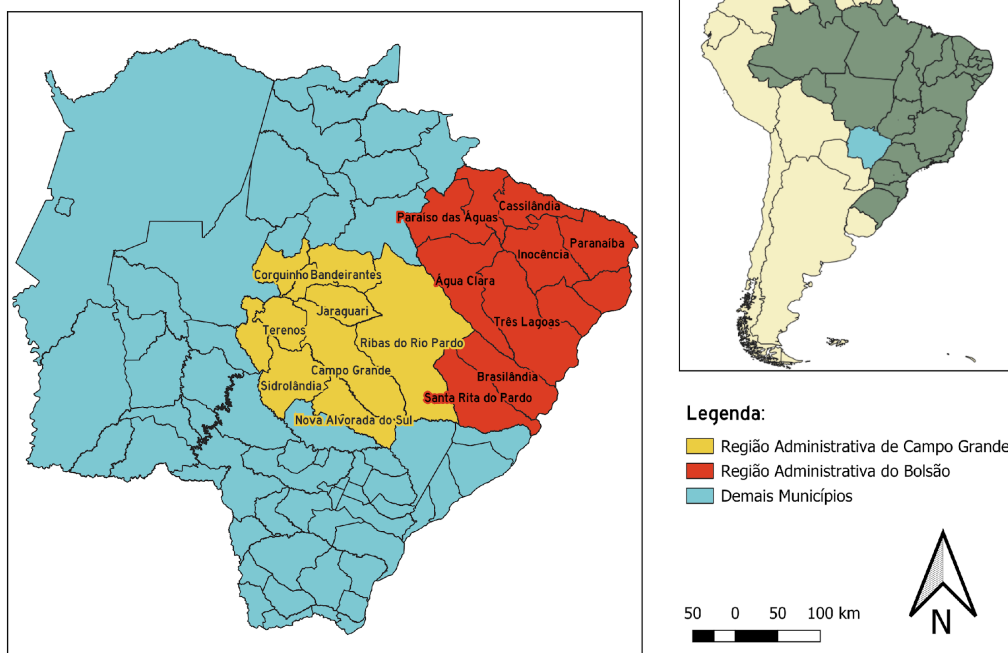 Cassilândia
Paraíso das Águas
Paranaíba
Inocência
Corguinho
Bandeirantes
Água Clara
Jaraguari
Três Lagoas
Terenos
Ribas do Rio Pardo
Campo Grande
Brasilândia
Sidrolândia
Santa Rita do Pardo
Nova Alvorada do Sul
Legenda:
Região Administrativa de Campo Grande
Região Administrativa do Bolsão
Demais Municípios
50 0 50 100 km
N